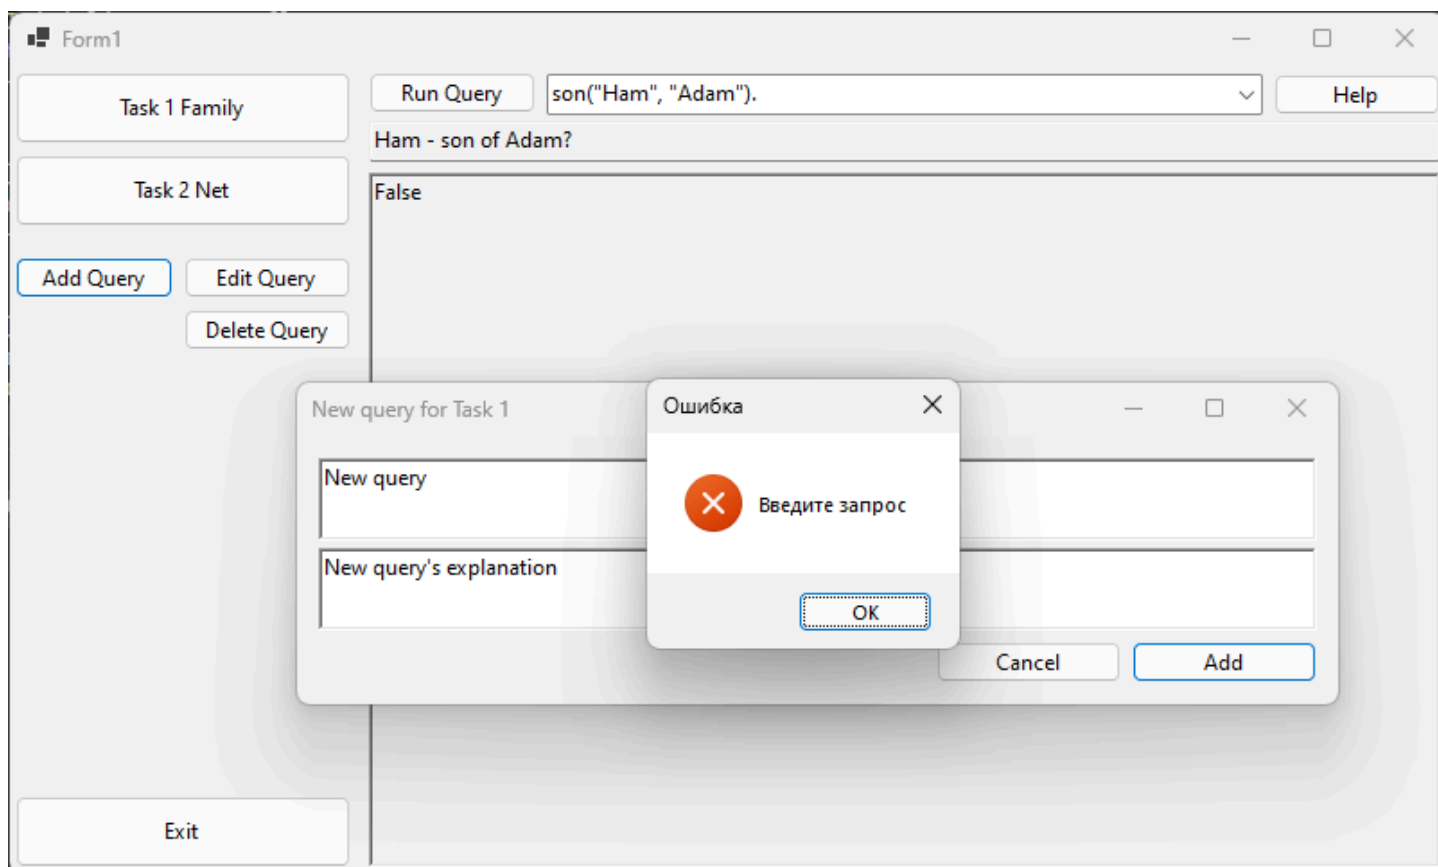 Form1
Task 1 Family
Run Query
son("Ham", "Adam").
Help
Ham - son of Adam?
Task 2 Net
False
Add Query
Edit Query
Delete Query
New query for Task 1
Ошибка
New query
Введите запрос
New query's explanation
OK
Cancel
Add
Exit